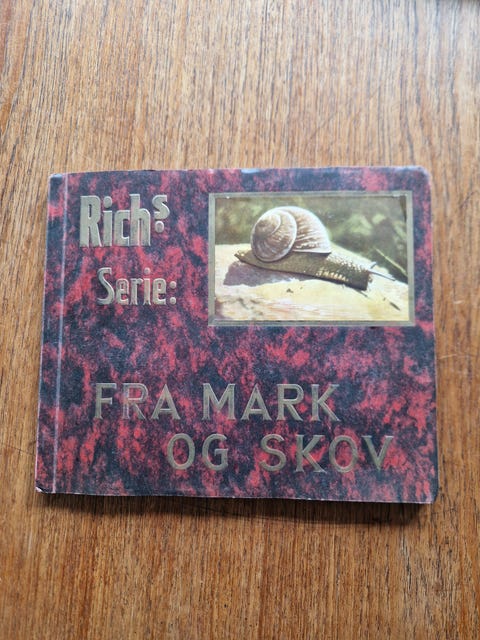 Richs.
Serie:
FRA MARK
OG SKOV